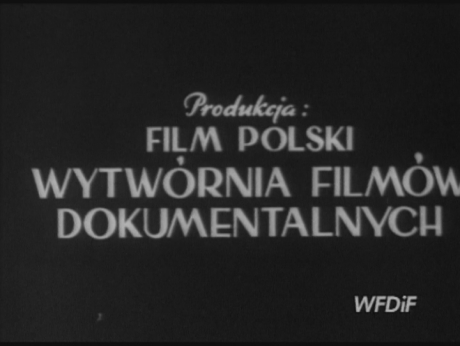 Produkcja:
FILM POLSKI
WYTWÓRNIA FILMÓW
DOKUMENTALNYCH
WFDiF